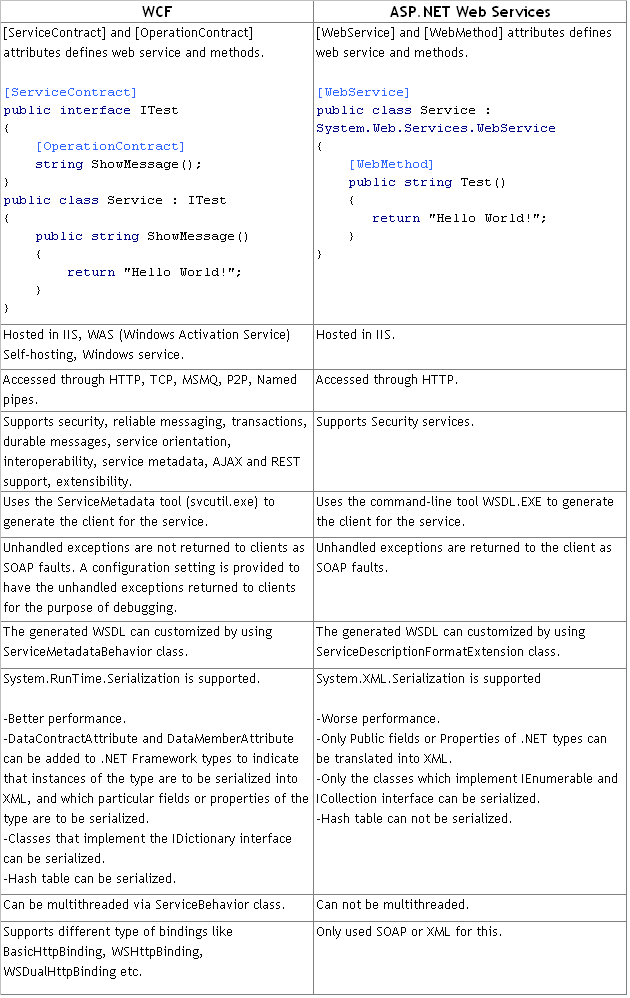 WCF
ASP.NET Web Services
[ServiceContract] and [OperationContract]
attributes defines web service and methods.
[ServiceContract]
public interface ITest
{
[OperationContract]
string ShowMessage();
}
public class Service : ITest
{
public string ShowMessage()
{
return "Hello World!";
}
}
[WebService] and [WebMethod] attributes defines
web service and methods.
[WebService]
public class Service :
System.Web.Services.WebService
{
[WebMethod]
public string Test()
{
return "Hello World!";
}
}
Hosted in IIS, WAS (Windows Activation Service)
Self-hosting, Windows service.
Hosted in IIS.
Accessed through HTTP, TCP, MSMQ, P2P, Named
pipes.
Accessed through HTTP.
Supports security, reliable messaging, transactions,
durable messages, service orientation,
interoperability, service metadata, AJAX and REST
support, extensibility.
Supports Security services.
Uses the ServiceMetadata tool (svcutil.exe) to
generate the client for the service.
Uses the command-line tool WSDL.EXE to generate
the client for the service.
Unhandled exceptions are not returned to clients as
SOAP faults. A configuration setting is provided to
have the unhandled exceptions returned to clients
for the purpose of debugging.
Unhandled exceptions are returned to the client as
SOAP faults.
The generated WSDL can customized by using
ServiceMetadataBehavior class.
The generated WSDL can customized by using
ServiceDescriptionFormatExtension class.
System.RunTime.Serialization is supported.
-Better performance.
-DataContractAttribute and DataMemberAttribute
can be added to .NET Framework types to indicate
that instances of the type are to be serialized into
XML, and which particular fields or properties of the
type are to be serialized.
-Classes that implement the IDictionary interface
can be serialized.
-Hash table can be serialized.
System.XML.Serialization is supported
-Worse performance.
-Only Public fields or Properties of .NET types can
be translated into XML.
-Only the classes which implement IEnumerable and
ICollection interface can be serialized.
-Hash table can not be serialized.
Can be multithreaded via ServiceBehavior class.
Can not be multithreaded.
Supports different type of bindings like
BasicHttpBinding, WSHttpBinding,
WSDualHttpBinding etc.
Only used SOAP or XML for this.